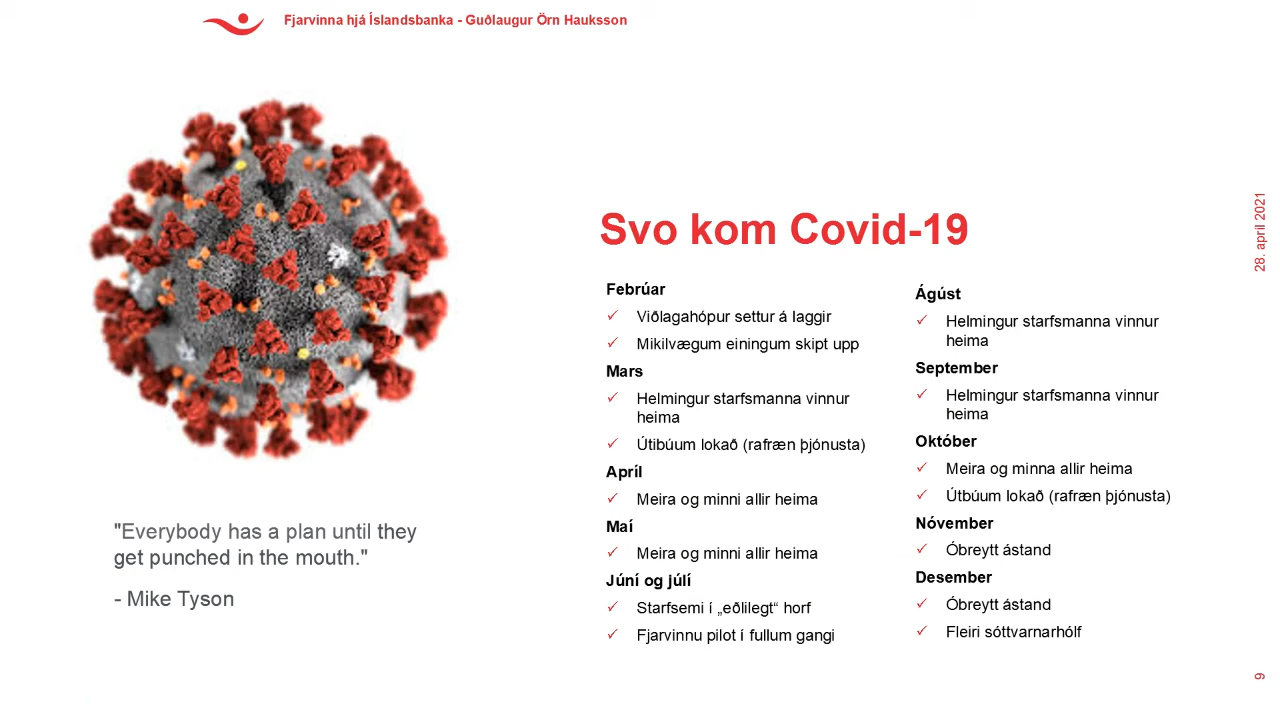 Fjarvinna hjá Íslandsbanka - Guðlaugur Örn Hauksson
Svo kom Covid-19
Febrúar
Viðlagahópur settur á laggir
Mikilvægum einingum skipt upp
Mars
Helmingur starfsmanna vinnur
heima
Útibúum lokað (rafræn þjónusta)
Apríl
Meira og minni allir heima
Maí
Meira og minni allir heima
Júní og júlí
Starfsemi í „eðlilegt“ horf
Fjarvinnu pilot í fullum gangi
Ágúst
Helmingur starfsmanna vinnur
heima
September
Helmingur starfsmanna vinnur
heima
Október
Meira og minna allir heima
Útbúum lokað (rafræn þjónusta)
Nóvember
Óbreytt ástand
Desember
Óbreytt ástand
Fleiri sóttvarnarhólf
"Everybody has a plan until they
get punched in the mouth."
- Mike Tyson
28. apríl 2021
9